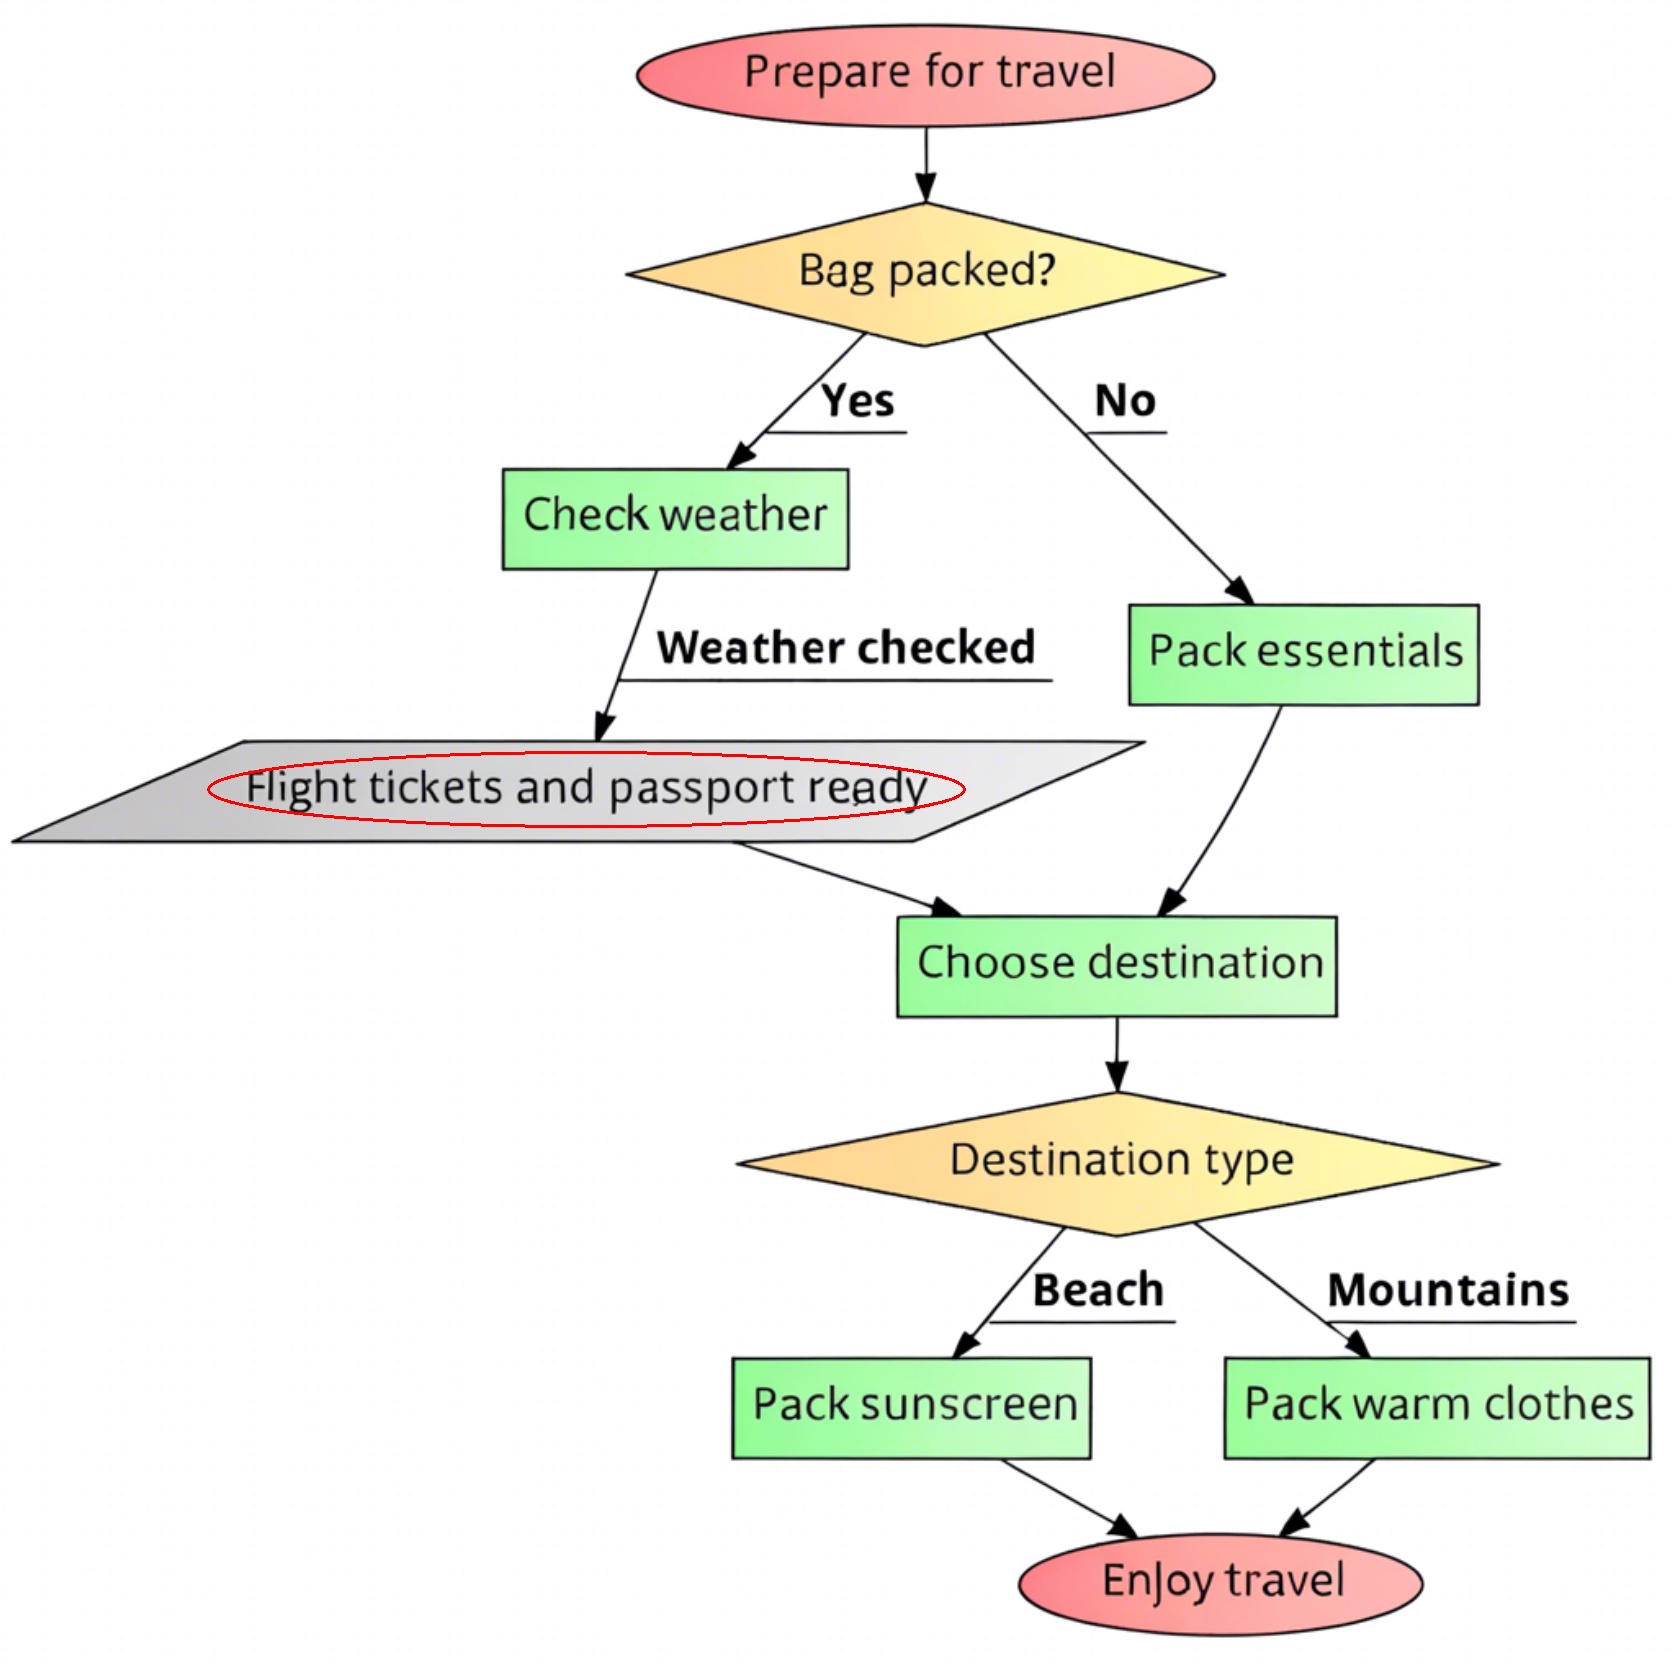 Prepare for travel
Bag packed?
Yes
No
Check weather
Pack essentials
Weather checked
Flight tickets and passport ready
Choose destination
Destination type
Beach
Mountains
Pack sunscreen
Pack warm clothes
Enjoy travel